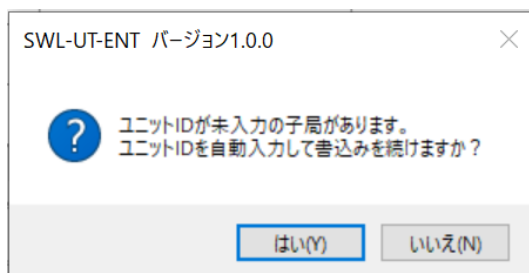 SWL-UT-ENT バージョン1.0.0
ユニットIDが未入力の子局があります。
ユニットIDを自動入力して書込みを続けますか？
はい(Y)
いいえ(N)